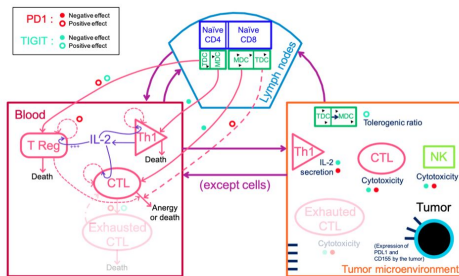 PD1 :
Negative effect
Positive effect
TIGIT :
Negative effect
Positive effect
Naïve CD4
Naïve CD8
TDC
MDC
MDC
TDC
Lymph nodes
Blood
T Reg
IL-2
Th1
Death
Death
CTL
Anergy or death
Exhausted CTL
Death
(except cells)
TDC
MDC
Tolerogenic ratio
Th1
IL-2 secretion
CTL
Cytotoxicity
NK
Cytotoxicity
Exhausted CTL
Cytotoxicity
Tumor
(Expression of PDL1 and CD155 by the tumor)
Tumor microenvironment